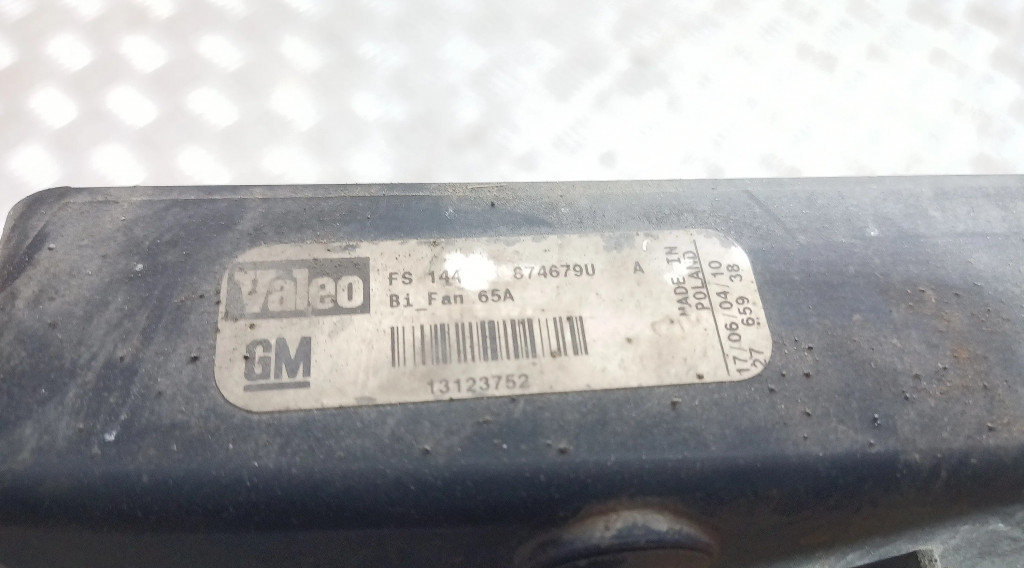 Valeo
FS 144 874679U A
Bi_Fan 65A
GM
13123752
MADE IN
POLAND
17/06/04/10
27 659 38